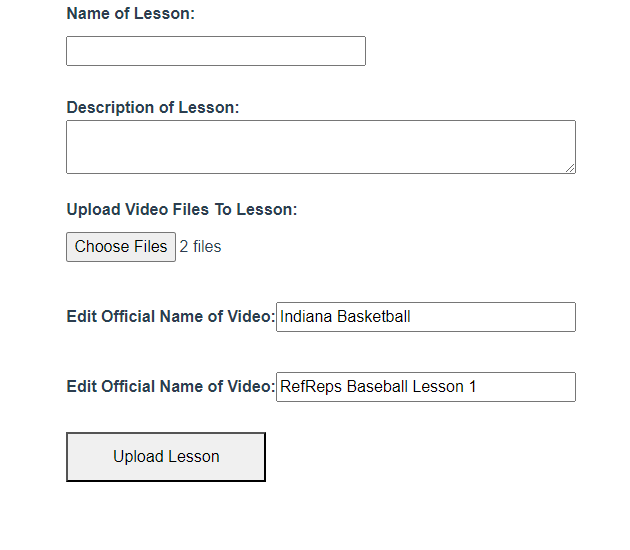 Name of Lesson:
Description of Lesson:
Upload Video Files To Lesson:
Choose Files 2 files
Edit Official Name of Video: Indiana Basketball
Edit Official Name of Video: RefReps Baseball Lesson 1
Upload Lesson